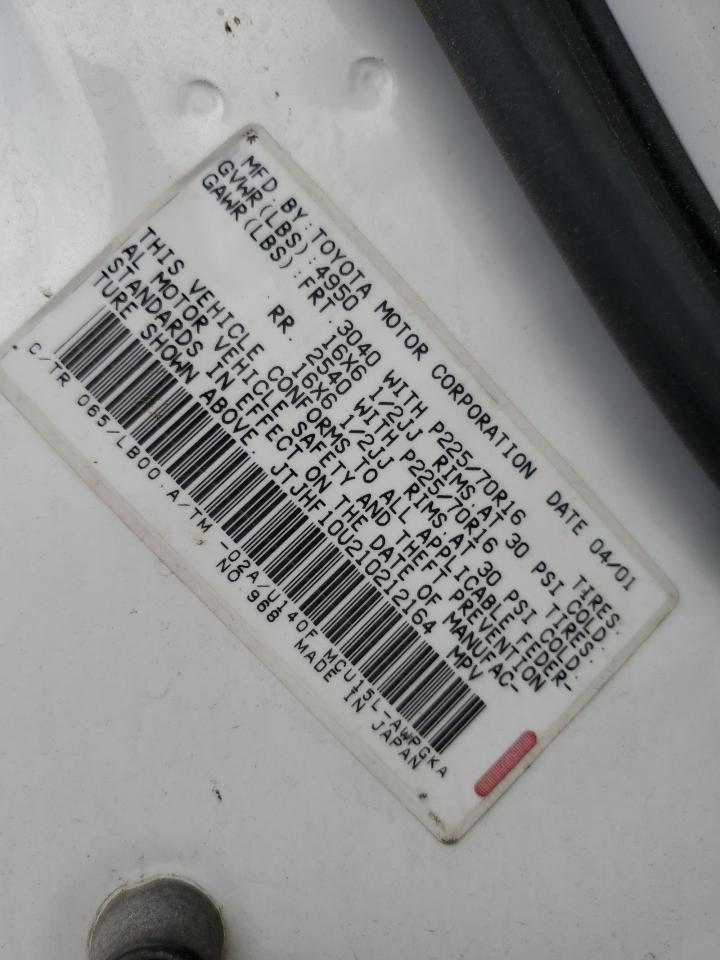 MFD. BY: TOYOTA MOTOR CORPORATION DATE 04/01
GVWR(LBS):4950
GAWR(LBS):FRT. 3040 WITH P225/70R16 TIRES.
16X6 1/2JJ RIMS AT 30 PSI COLD.
RR. 2540 WITH P225/70R16 TIRES.
16X6 1/2JJ RIMS AT 30 PSI COLD.
THIS VEHICLE CONFORMS TO ALL APPLICABLE FEDER-
AL MOTOR VEHICLE SAFETY AND THEFT PREVENTION
STANDARDS IN EFFECT ON THE DATE OF MANUFAC-
TURE SHOWN ABOVE. JTJHF10U210212164 MPV
C/TR 065/LB00.A/TM -02A/U140F MCU15L-AWPGKA
NO.968 MADE IN JAPAN